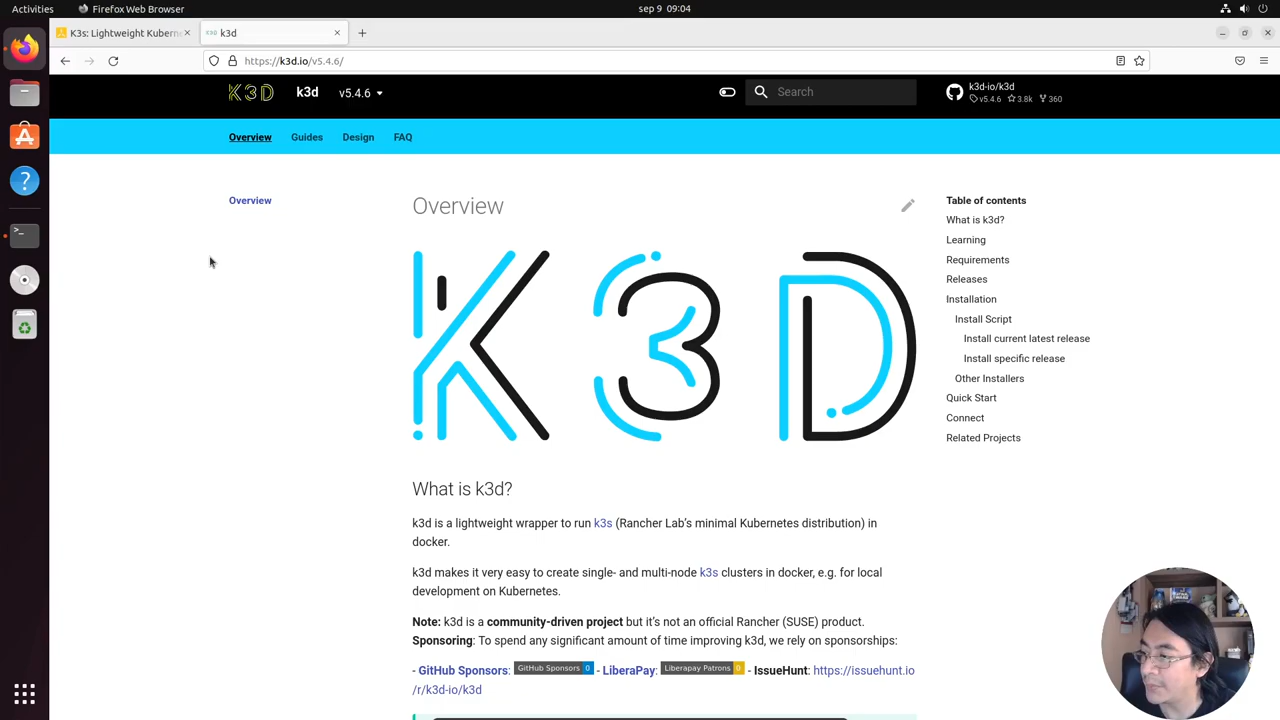 Activities
Firefox Web Browser
sep 9 09:04
K3s: Lightweight Kubern
k3d
https://k3d.io/v5.4.6/
K3D
k3d
v5.4.6
Search
k3d-io/k3d
v5.4.6 3.8k 360
Overview
Guides
Design
FAQ
Overview
Overview
K3D
What is k3d?
k3d is a lightweight wrapper to run k3s (Rancher Lab's minimal Kubernetes distribution) in
docker.
k3d makes it very easy to create single- and multi-node k3s clusters in docker, e.g. for local
development on Kubernetes.
Note: k3d is a community-driven project but it's not an official Rancher (SUSE) product.
Sponsoring: To spend any significant amount of time improving k3d, we rely on sponsorships:
- GitHub Sponsors: GitHub Sponsors 0 - LiberaPay: Liberapay Patrons 0 - IssueHunt: https://issuehunt.io
/r/k3d-io/k3d
Table of contents
What is k3d?
Learning
Requirements
Releases
Installation
Install Script
Install current latest release
Install specific release
Other Installers
Quick Start
Connect
Related Projects